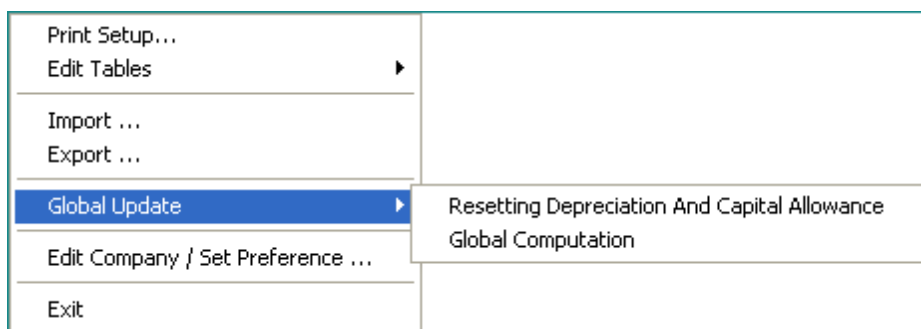 Print Setup...
Edit Tables
Import ...
Export ...
Global Update
Resetting Depreciation And Capital Allowance
Global Computation
Edit Company / Set Preference ...
Exit